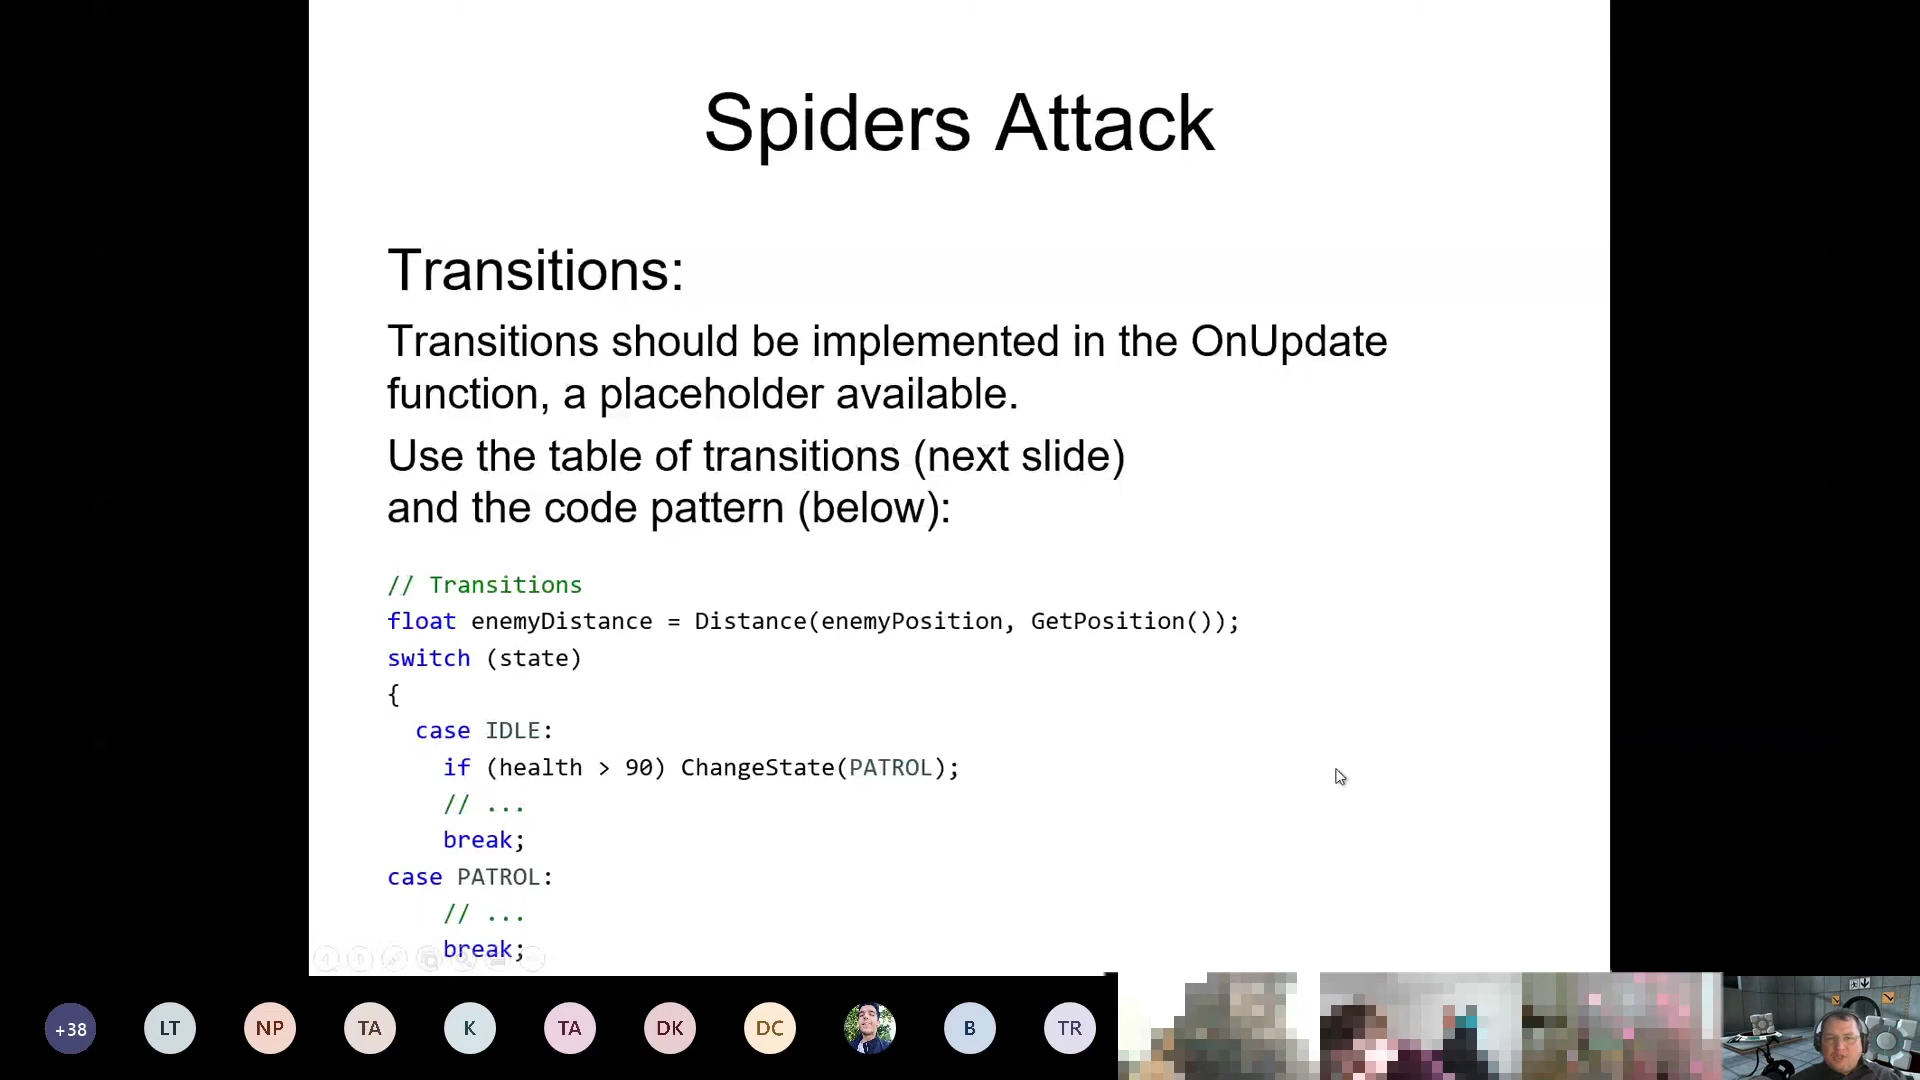 Spiders Attack
Transitions:
Transitions should be implemented in the OnUpdate
function, a placeholder available.
Use the table of transitions (next slide)
and the code pattern (below):
// Transitions
float enemyDistance = Distance(enemyPosition, GetPosition());
switch (state)
{
case IDLE:
if (health > 90) ChangeState(PATROL);
// ...
break;
case PATROL:
// ...
break;
+38 LT NP TA K TA DK DC B TR